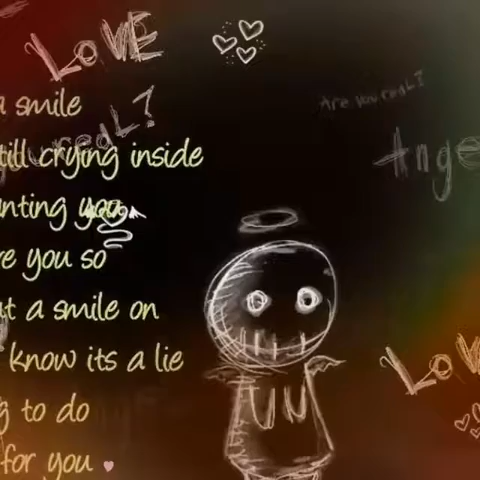 LOVE
a smile
Are you real?
till crying inside
real?
Ange
nting you
re you so
t a smile on
know its a lie
Love
g to do
for you